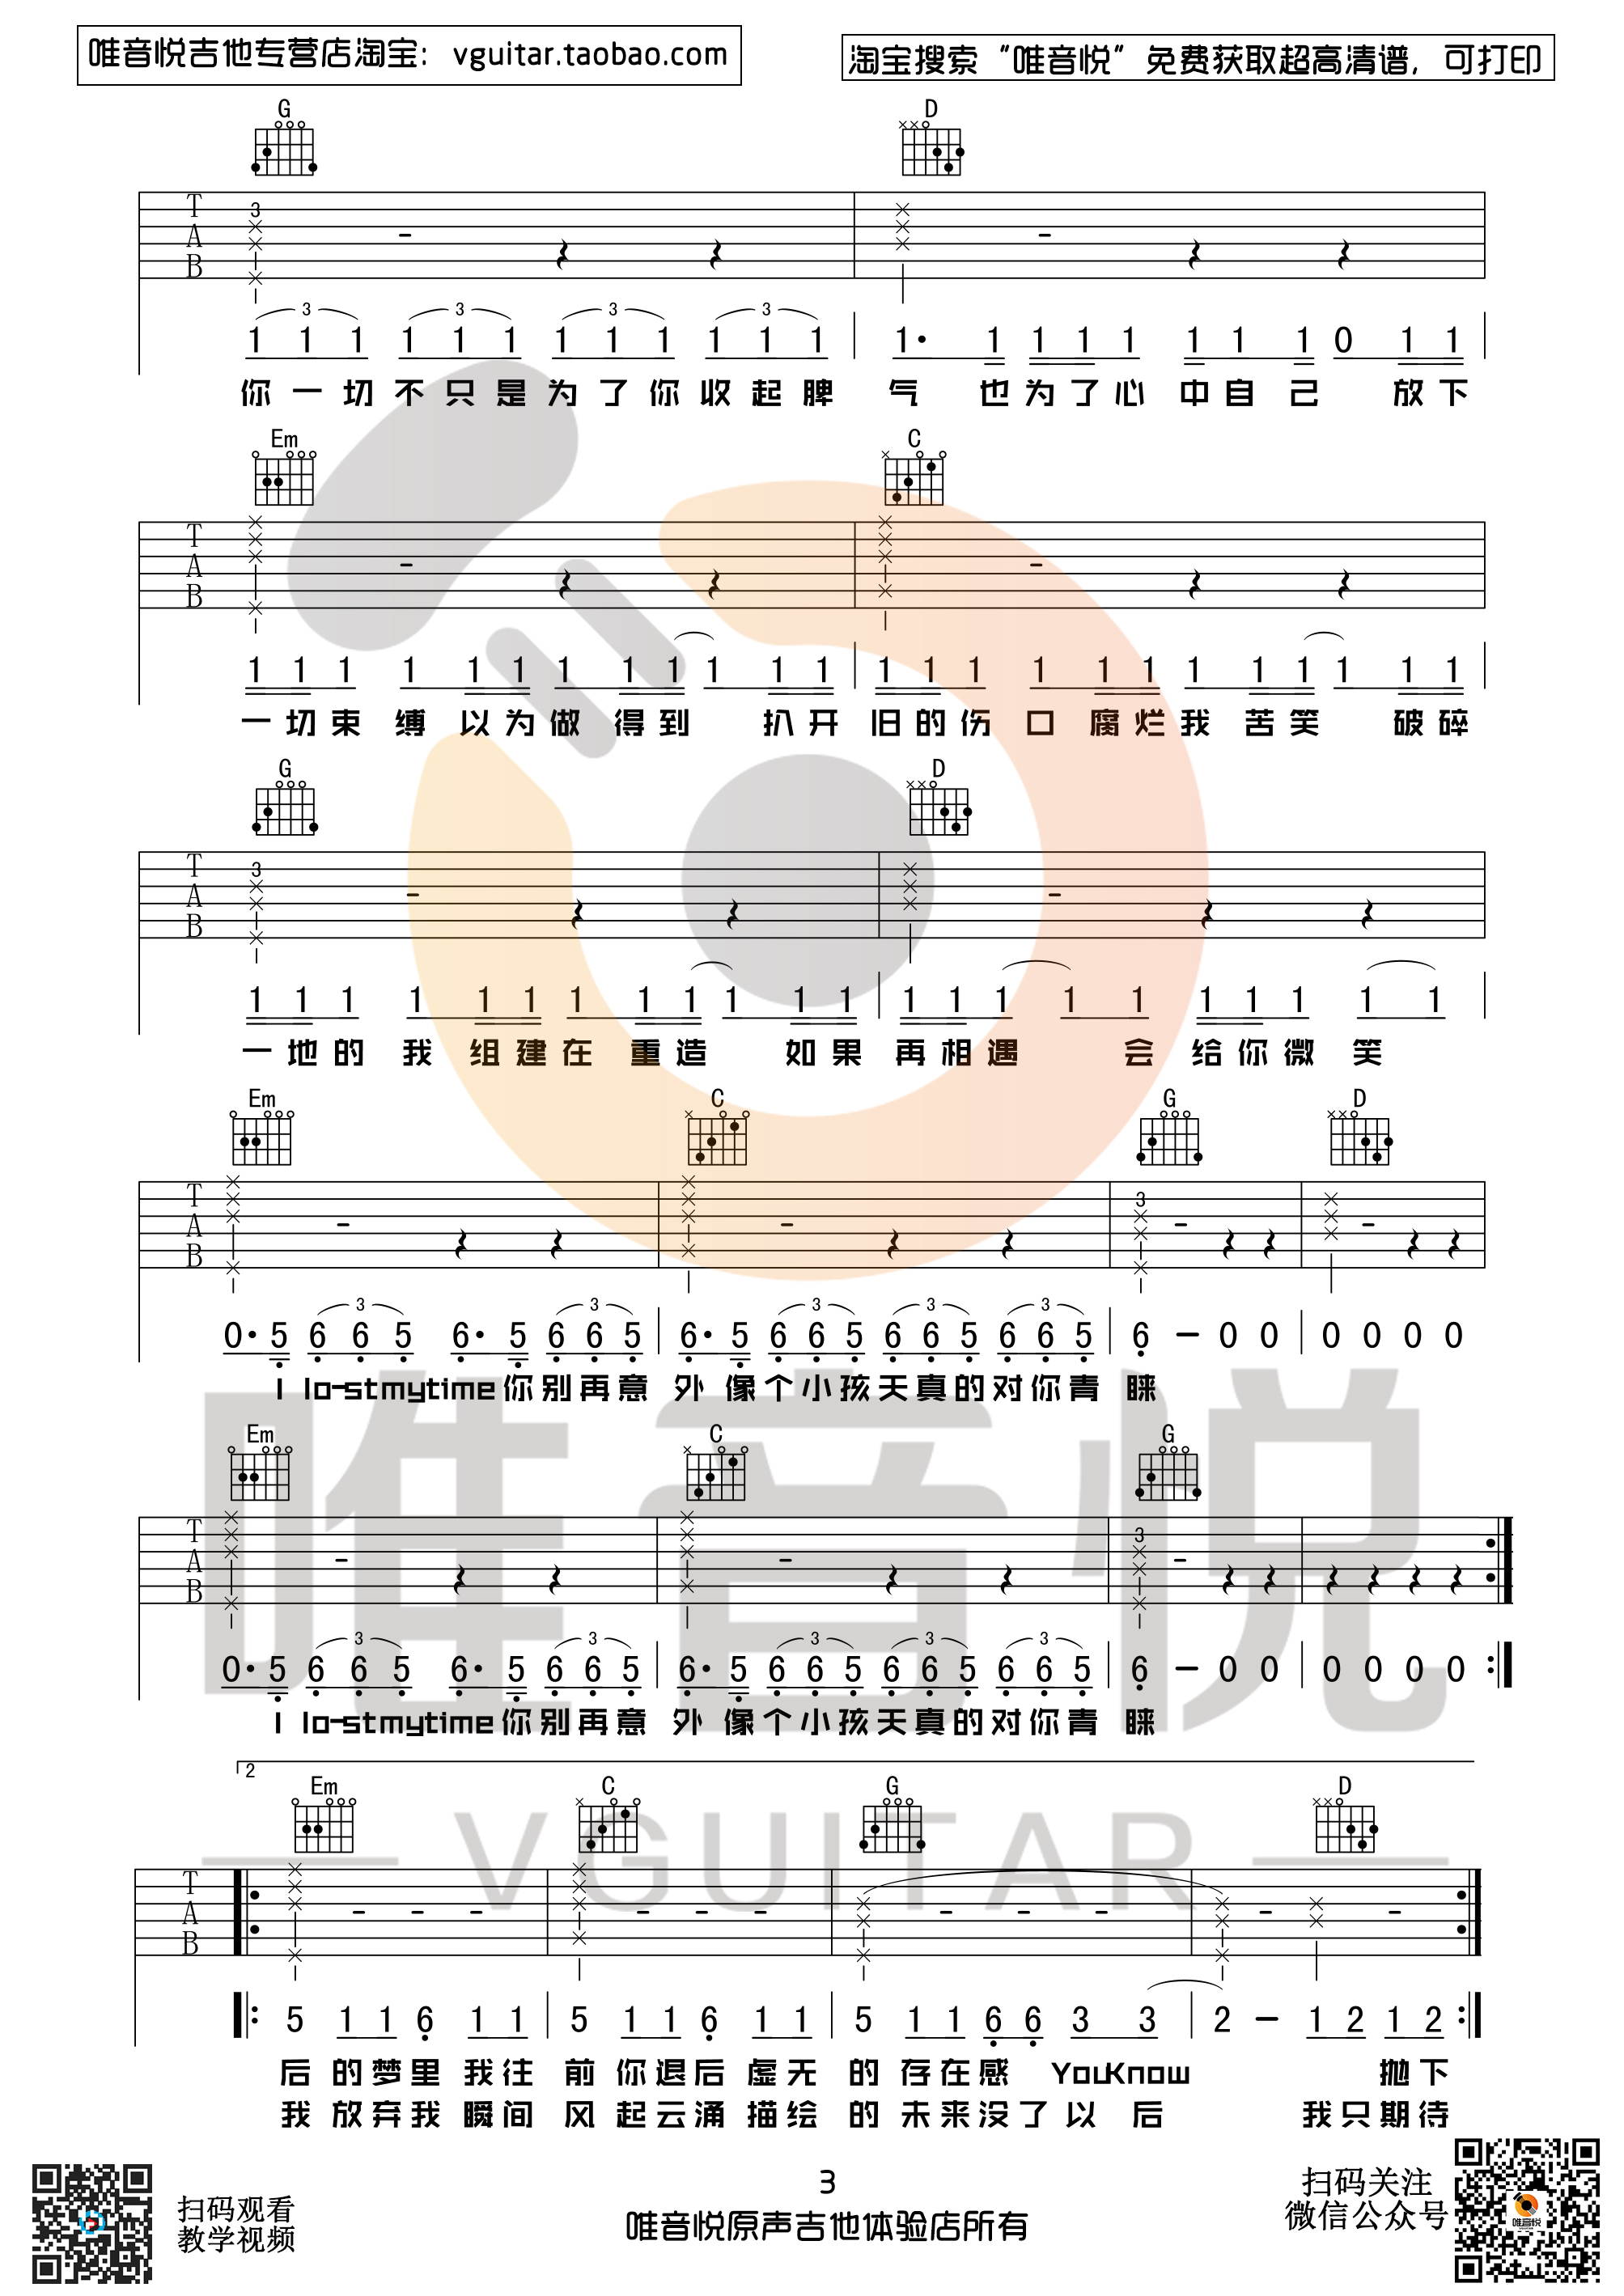 唯音悦吉他专营店淘宝：vguitar.taobao.com
淘宝搜索“唯音悦”免费获取超高清谱，可打印
G D
T 3
A
B
3 3 3 3
1 1 1 1 1 1 1 1 1 1 1 1 1· 1 1 1 1 1 1 1 0 1 1
你一切不只是为了你收起脾 气 也为了心中自己 放下
Em C
T
A
B
1 1 1 1 1 1 1 1 1 1 1 1 1 1 1 1 1 1 1 1 1 1 1 1
一切束缚以为做得到 扒开旧的伤口腐烂我苦笑 破碎
G D
T 3
A
B
1 1 1 1 1 1 1 1 1 1 1 1 1 1 1 1 1 1 1 1 1 1
一地的我组建在重造 如果再相遇 会给你微笑
Em C G D
T 3
A
B
3 3 3 3 3
0· 5 6 6 5 6· 5 6 6 5 6· 5 6 6 5 6 6 5 6 6 5 6 – 0 0 0 0 0 0
I lo-stmytime你别再意 外 像个小孩天真的对你青 睐
Em C G
T 3
A
B
3 3 3 3 3
0· 5 6 6 5 6· 5 6 6 5 6· 5 6 6 5 6 6 5 6 6 5 6 – 0 0 0 0 0 0
I lo-stmytime你别再意 外 像个小孩天真的对你青 睐
唯音悦
2
Em C G D
VGUITAR
T
A
B
5 1 1 6 1 1 5 1 1 6 1 1 5 1 1 6 6 3 3 2 – 1 2 1 2
后 的梦里我往 前 你退后虚无 的 存在感 YouKnow 抛下
我 放弃我瞬间 风 起云涌描绘 的 未来没了以后 我只期待
扫码观看
教学视频
3
唯音悦原声吉他体验店所有
扫码关注
微信公众号
唯音悦